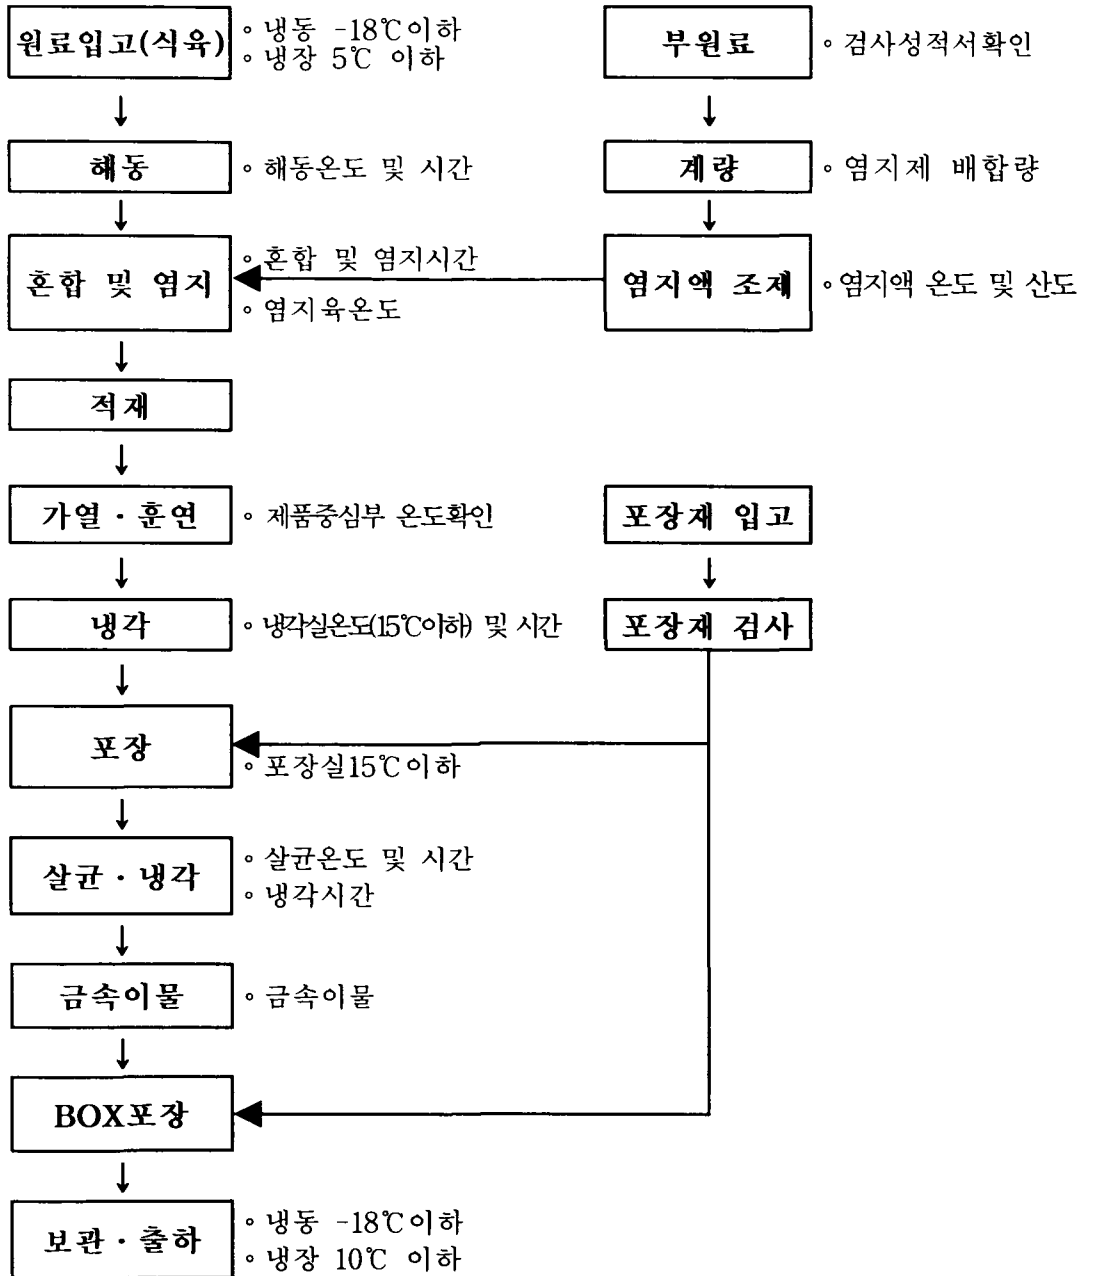 원료입고(식육)
∘ 냉동 -18℃이하
∘ 냉장 5℃ 이하
부원료
∘ 검사성적서확인
↓
↓
해동
∘ 해동온도 및 시간
계량
∘ 염지제 배합량
↓
↓
혼합 및 염지
∘ 혼합 및 염지시간
∘ 염지육온도
염지액 조제
∘ 염지액 온도 및 산도
↓
적재
↓
가열 · 훈연
∘ 제품중심부 온도확인
포장재 입고
↓
↓
냉각
∘ 냉각실온도(15℃이하) 및 시간
포장재 검사
↓
포장
∘ 포장실15℃이하
↓
살균 · 냉각
∘ 살균온도 및 시간
∘ 냉각시간
↓
금속이물
∘ 금속이물
↓
BOX포장
↓
보관 · 출하
∘ 냉동 -18℃이하
∘ 냉장 10℃ 이하